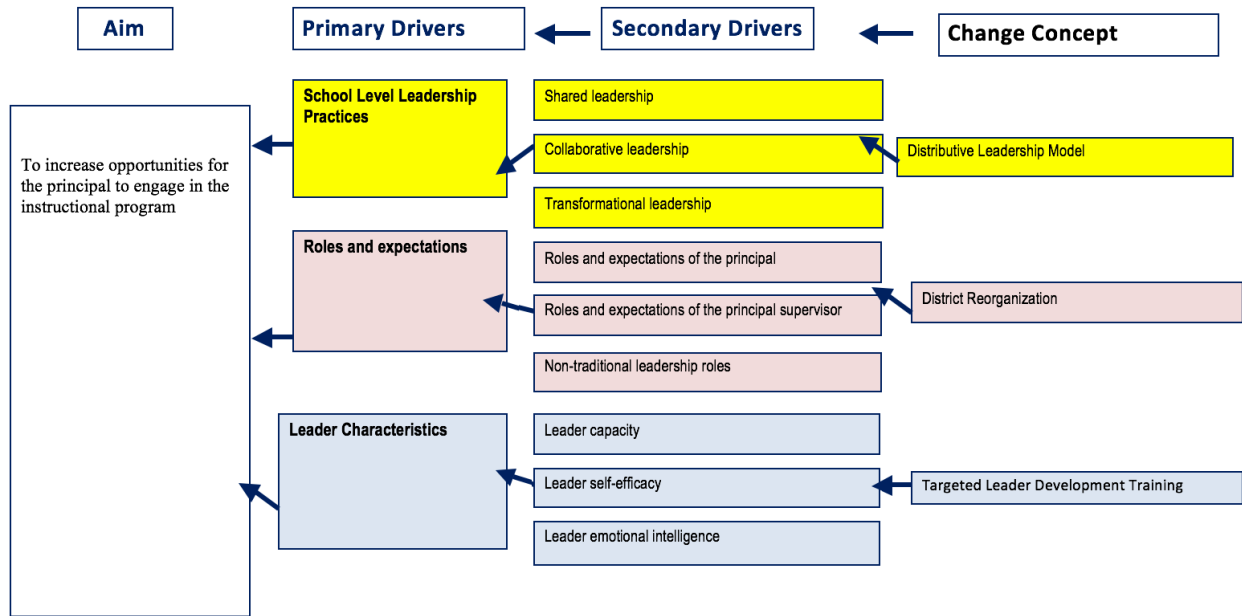 Aim
Primary Drivers
Secondary Drivers
Change Concept
To increase opportunities for
the principal to engage in the
instructional program
School Level Leadership
Practices
Shared leadership
Collaborative leadership
Transformational leadership
Distributive Leadership Model
Roles and expectations
Roles and expectations of the principal
Roles and expectations of the principal supervisor
Non-traditional leadership roles
District Reorganization
Leader Characteristics
Leader capacity
Leader self-efficacy
Leader emotional intelligence
Targeted Leader Development Training